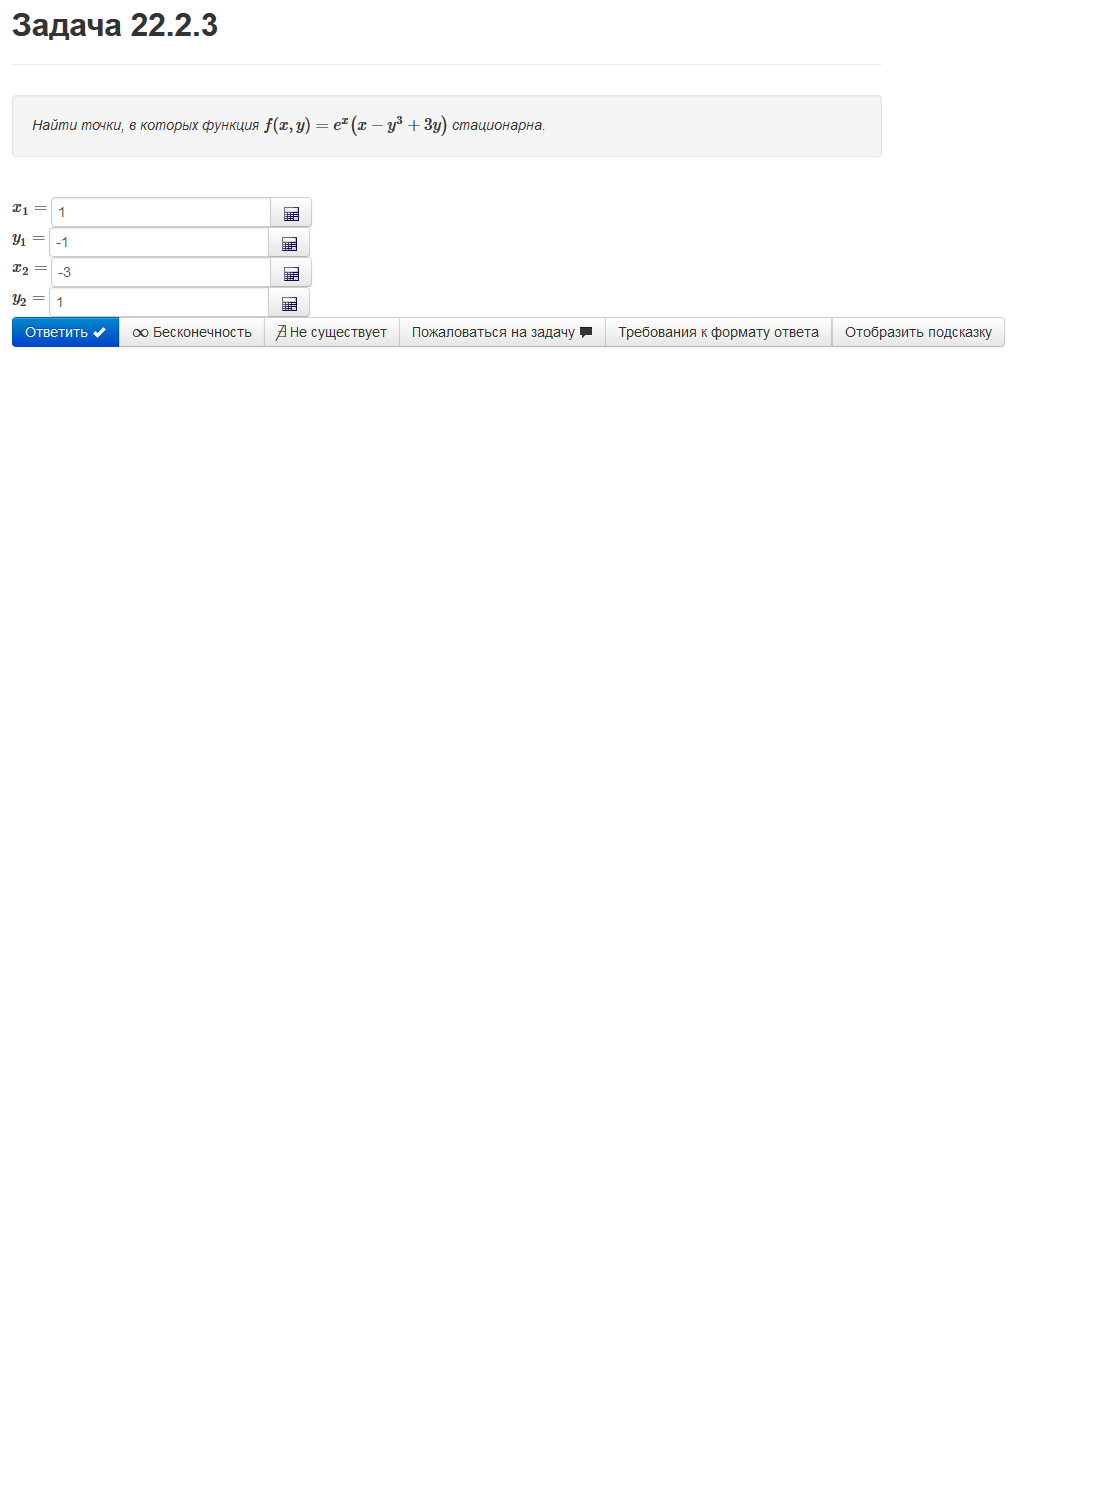 Задача 22.2.3
Найти точки, в которых функция f(x, y) = e^x(x − y^3 + 3y) стационарна.
x_1 = 1
y_1 = -1
x_2 = -3
y_2 = 1
Ответить ∞ Бесконечность ∄ Не существует Пожаловаться на задачу Требования к формату ответа Отобразить подсказку